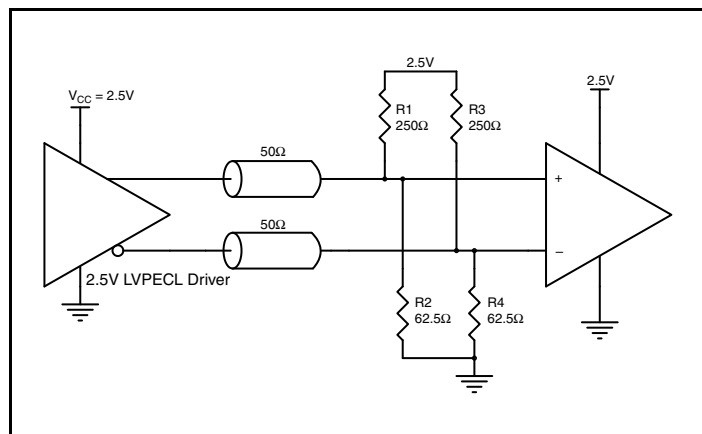 2.5V
V_CC = 2.5V
2.5V
R1
250Ω
R3
250Ω
50Ω
+
50Ω
−
2.5V LVPECL Driver
R2
62.5Ω
R4
62.5Ω